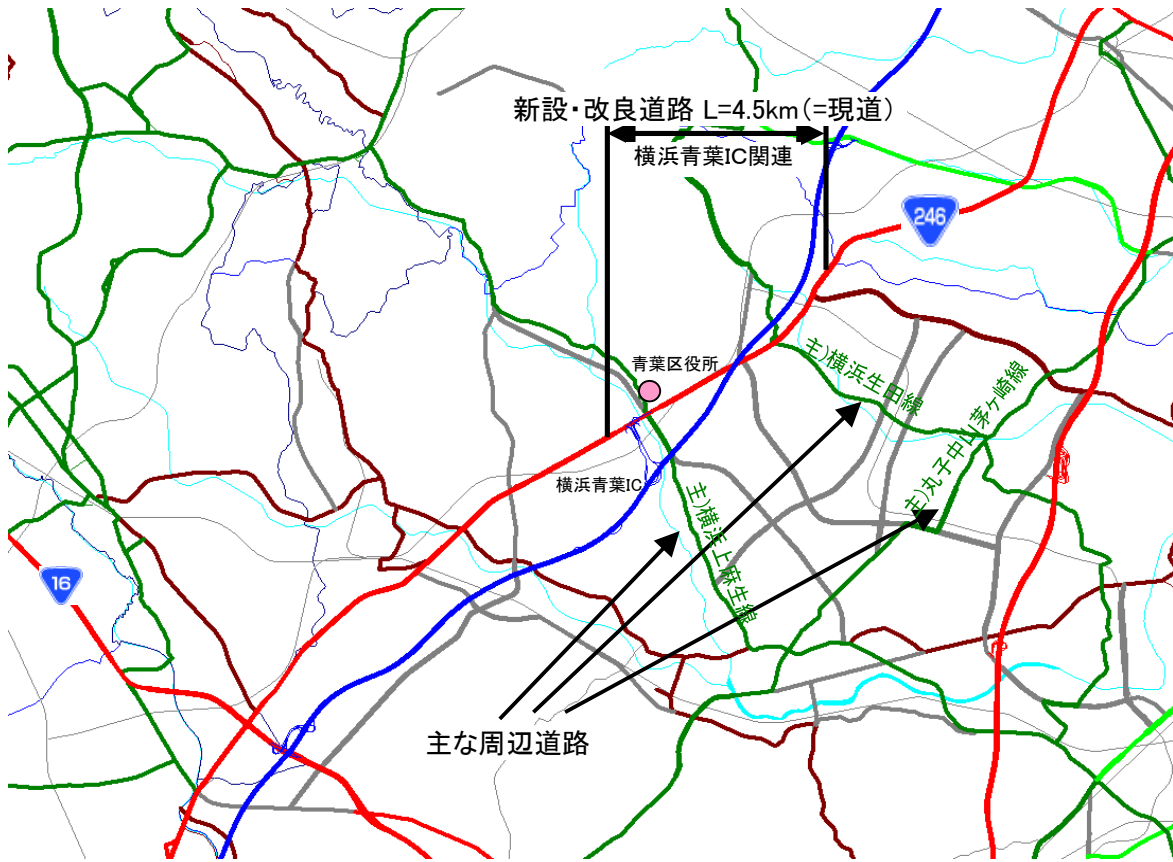 新設・改良道路 L=4.5km(=現道)
横浜青葉IC関連
246
青葉区役所
主)横浜生田線
主)丸子中山茅ケ崎線
横浜青葉IC
主)横浜上麻生線
16
主な周辺道路